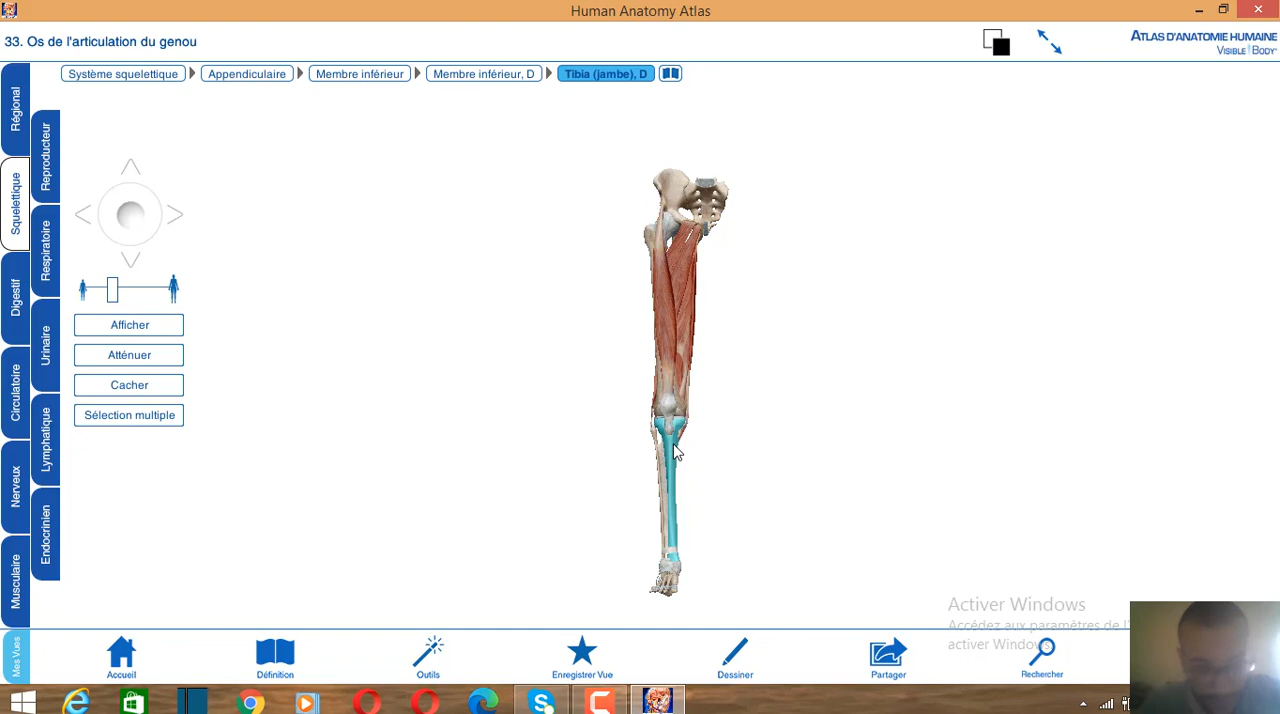 Human Anatomy Atlas
33. Os de l'articulation du genou
ATLAS D'ANATOMIE HUMAINE
VISIBLE BODY
Système squelettique
Appendiculaire
Membre inférieur
Membre inférieur, D
Tibia (jambe), D
Régional
Squelettique
Digestif
Circulatoire
Nerveux
Musculaire
Mes Vues
Reproducteur
Respiratoire
Urinaire
Lymphatique
Endocrinien
Afficher
Atténuer
Cacher
Sélection multiple
Activer Windows
Accédez aux paramètres de
activer Windows
Accueil
Définition
Outils
Enregistrer Vue
Dessiner
Partager
Rechercher